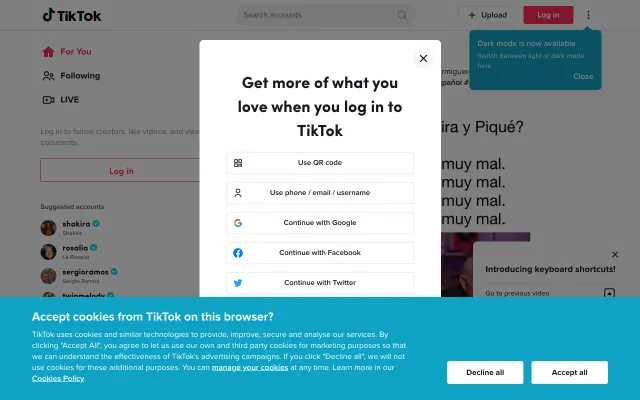 TikTok
Search accounts
+ Upload
Log in
For You
Following
LIVE
Log in to follow creators, like videos, and view
comments.
Log in
Suggested accounts
shakira
Shakira
rosalia
La Rosalia
sergioramos
Sergio Ramos
twinmelody
Dark mode is now available
Switch between light or dark mode
here
Close
Get more of what you
love when you log in to
TikTok
Use QR code
Use phone / email / username
Continue with Google
Continue with Facebook
Continue with Twitter
ra y Piqué?
muy mal.
muy mal.
muy mal.
muy mal.
Introducing keyboard shortcuts!
Go to previous video
Accept cookies from TikTok on this browser?
TikTok uses cookies and similar technologies to provide, improve, secure and analyse our services. By
clicking "Accept All", you agree to let us use our own and third party cookies for marketing purposes so that
we can understand the effectiveness of TikTok's advertising campaigns. If you click "Decline all", we will
not use cookies for these additional purposes. You can manage your cookies at any time. Learn more in our
Cookies Policy.
Decline all
Accept all